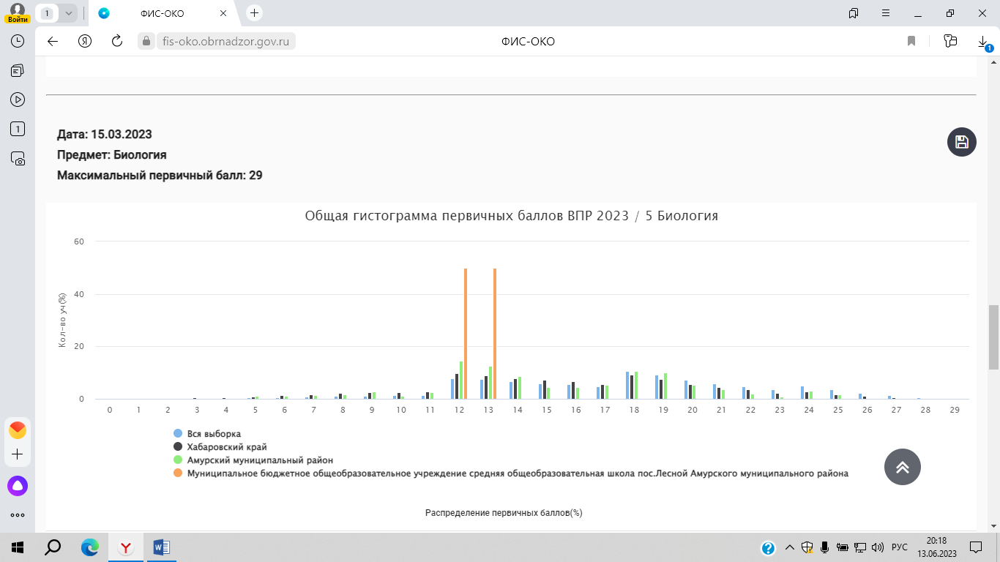 Войти
1
ФИС-ОКО
fis-oko.obrnadzor.gov.ru
ФИС-ОКО
1
1
Дата: 15.03.2023
Предмет: Биология
Максимальный первичный балл: 29
Общая гистограмма первичных баллов ВПР 2023 / 5 Биология
Кол-во уч(%)
60
40
20
0
0 1 2 3 4 5 6 7 8 9 10 11 12 13 14 15 16 17 18 19 20 21 22 23 24 25 26 27 28 29
Вся выборка
Хабаровский край
Амурский муниципальный район
Муниципальное бюджетное общеобразовательное учреждение средняя общеобразовательная школа пос.Лесной Амурского муниципального района
Распределение первичных баллов(%)
РУС
20:18
13.06.2023